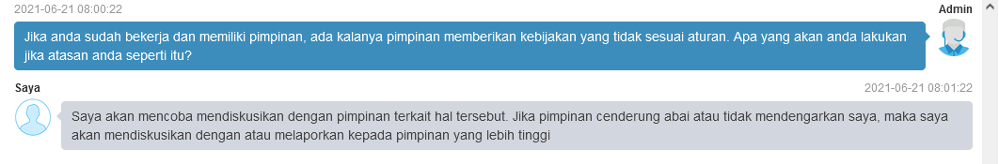 2021-06-21 08:00:22
Admin
Jika anda sudah bekerja dan memiliki pimpinan, ada kalanya pimpinan memberikan kebijakan yang tidak sesuai aturan. Apa yang akan anda lakukan
jika atasan anda seperti itu?
Saya
2021-06-21 08:01:22
Saya akan mencoba mendiskusikan dengan pimpinan terkait hal tersebut. Jika pimpinan cenderung abai atau tidak mendengarkan saya, maka saya
akan mendiskusikan dengan atau melaporkan kepada pimpinan yang lebih tinggi